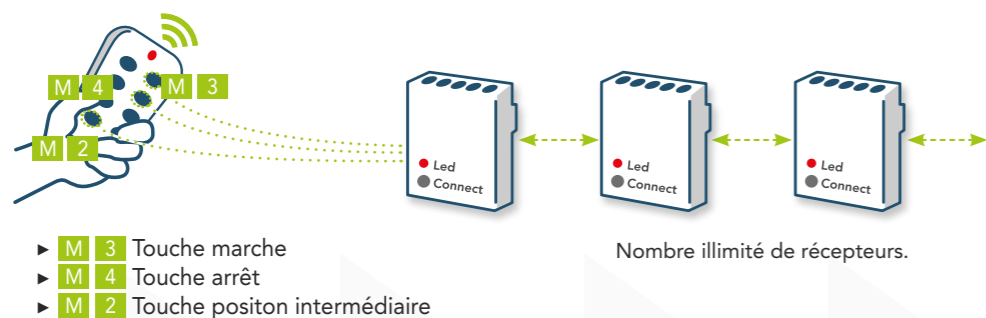 M 4
M 3
M 2
Led
Connect
Led
Connect
Led
Connect
► M 3 Touche marche
► M 4 Touche arrêt
► M 2 Touche positon intermédiaire
Nombre illimité de récepteurs.